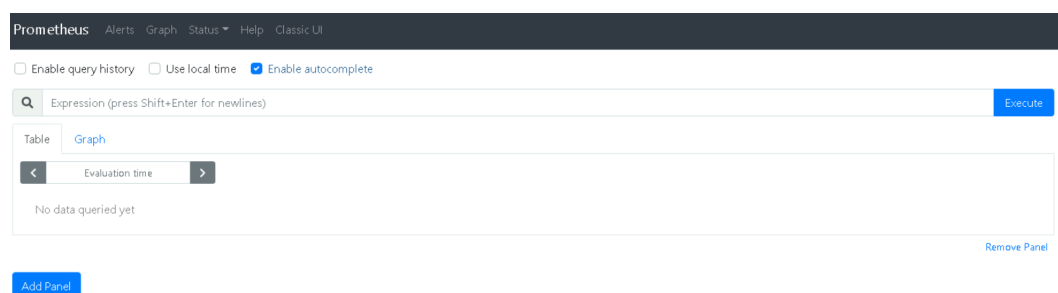 Prometheus Alerts Graph Status Help Classic UI
Enable query history Use local time Enable autocomplete
Expression (press Shift+Enter for newlines) Execute
Table Graph
Evaluation time
No data queried yet
Remove Panel
Add Panel